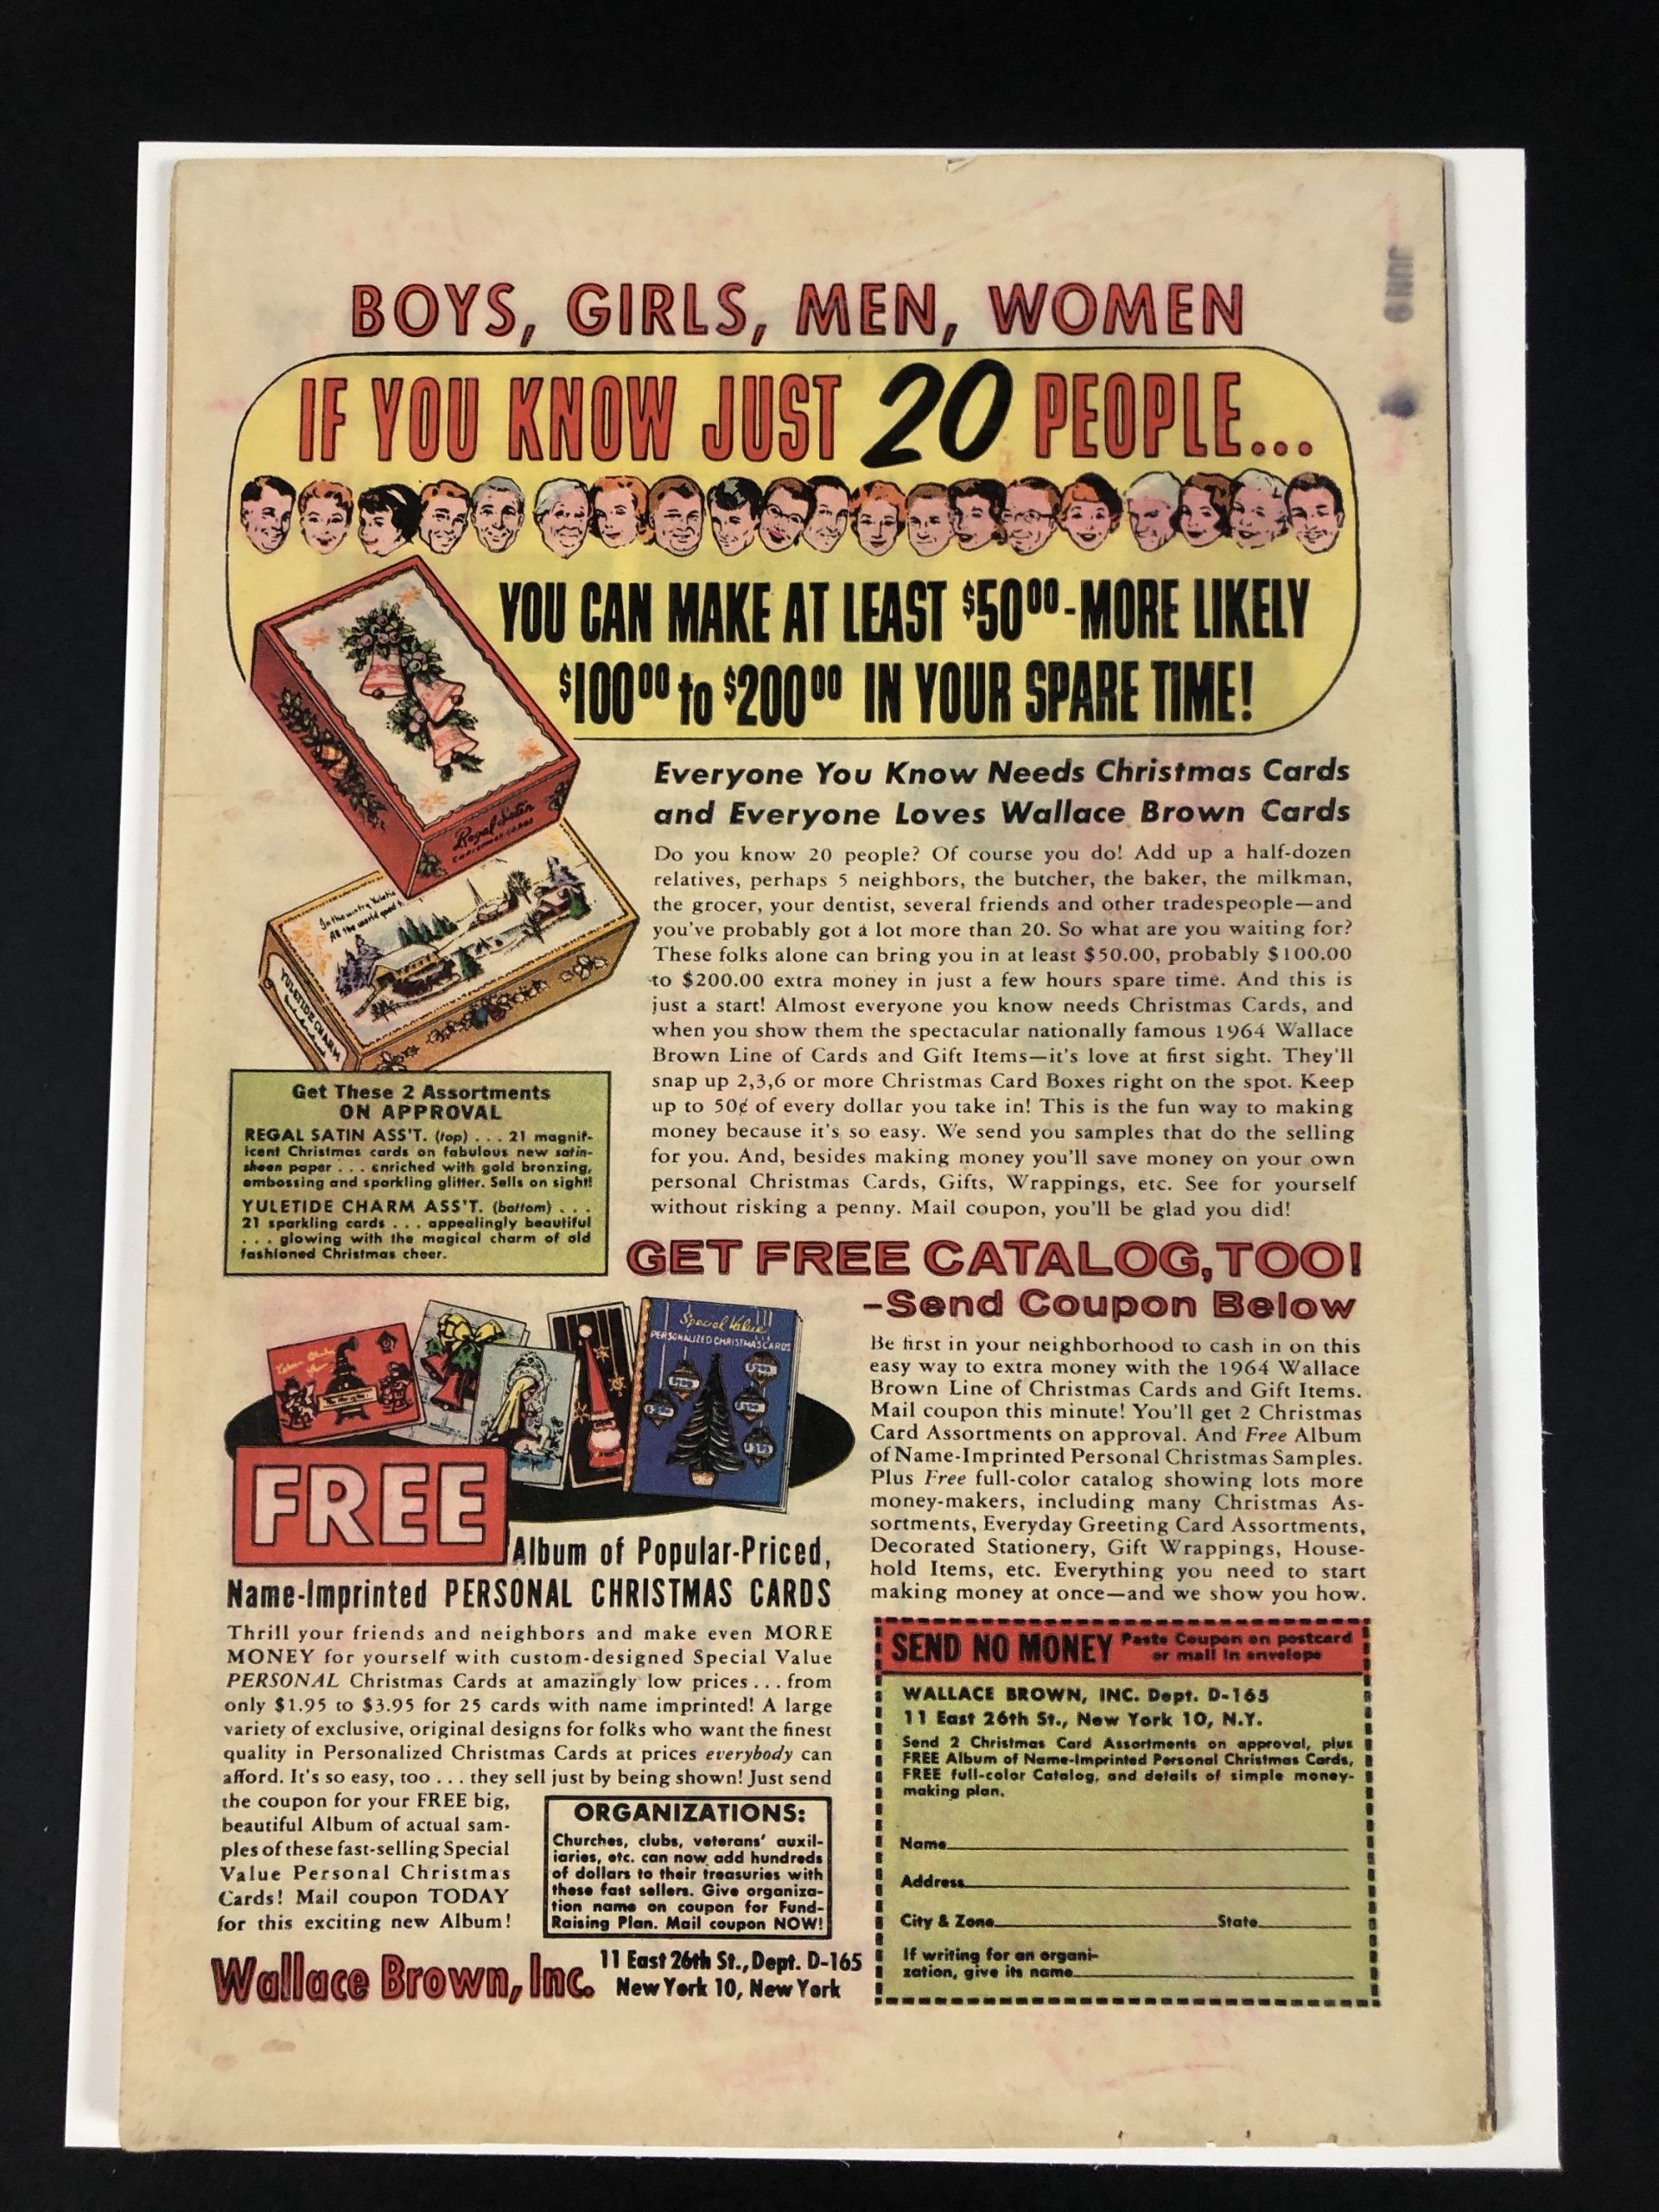 JUN 9
BOYS, GIRLS, MEN, WOMEN
IF YOU KNOW JUST 20 PEOPLE...
YOU CAN MAKE AT LEAST $5000-MORE LIKELY
$10000 to $20000 IN YOUR SPARE TIME!
Regal Satin
CHRISTMAS CARDS
In the wintry Yuletide
All the world
YULETIDE CHARM
Everyone You Know Needs Christmas Cards
and Everyone Loves Wallace Brown Cards
Do you know 20 people? Of course you do! Add up a half-dozen
relatives, perhaps 5 neighbors, the butcher, the baker, the milkman,
the grocer, your dentist, several friends and other tradespeople—and
you've probably got a lot more than 20. So what are you waiting for?
These folks alone can bring you in at least $50.00, probably $100.00
to $200.00 extra money in just a few hours spare time. And this is
just a start! Almost everyone you know needs Christmas Cards, and
when you show them the spectacular nationally famous 1964 Wallace
Brown Line of Cards and Gift Items—it's love at first sight. They'll
snap up 2,3,6 or more Christmas Card Boxes right on the spot. Keep
up to 50¢ of every dollar you take in! This is the fun way to making
money because it's so easy. We send you samples that do the selling
for you. And, besides making money you'll save money on your own
personal Christmas Cards, Gifts, Wrappings, etc. See for yourself
without risking a penny. Mail coupon, you'll be glad you did!
Get These 2 Assortments
ON APPROVAL
REGAL SATIN ASS'T. (top) . . . 21 magnif-
icent Christmas cards on fabulous new satin-
sheen paper . . . enriched with gold bronzing,
embossing and sparkling glitter. Sells on sight!
YULETIDE CHARM ASS'T. (bottom) . . .
21 sparkling cards . . . appealingly beautiful
. . . glowing with the magical charm of old
fashioned Christmas cheer.
GET FREE CATALOG, TOO!
-Send Coupon Below
Be first in your neighborhood to cash in on this
easy way to extra money with the 1964 Wallace
Brown Line of Christmas Cards and Gift Items.
Mail coupon this minute! You'll get 2 Christmas
Card Assortments on approval. And Free Album
of Name-Imprinted Personal Christmas Samples.
Plus Free full-color catalog showing lots more
money-makers, including many Christmas As-
sortments, Everyday Greeting Card Assortments,
Decorated Stationery, Gift Wrappings, House-
hold Items, etc. Everything you need to start
making money at once—and we show you how.
Special Value
PERSONALIZED CHRISTMAS CARDS
FREE
Album of Popular-Priced,
Name-Imprinted PERSONAL CHRISTMAS CARDS
Thrill your friends and neighbors and make even MORE
MONEY for yourself with custom-designed Special Value
PERSONAL Christmas Cards at amazingly low prices . . . from
only $1.95 to $3.95 for 25 cards with name imprinted! A large
variety of exclusive, original designs for folks who want the finest
quality in Personalized Christmas Cards at prices everybody can
afford. It's so easy, too . . . they sell just by being shown! Just send
the coupon for your FREE big,
beautiful Album of actual sam-
ples of these fast-selling Special
Value Personal Christmas
Cards! Mail coupon TODAY
for this exciting new Album!
ORGANIZATIONS:
Churches, clubs, veterans' auxil-
iaries, etc. can now add hundreds
of dollars to their treasuries with
these fast sellers. Give organiza-
tion name on coupon for Fund-
Raising Plan. Mail coupon NOW!
Wallace Brown, Inc.
11 East 26th St., Dept. D-165
New York 10, New York
SEND NO MONEY
Paste Coupon on postcard
or mail in envelope
WALLACE BROWN, INC. Dept. D-165
11 East 26th St., New York 10, N.Y.
Send 2 Christmas Card Assortments on approval, plus
FREE Album of Name-Imprinted Personal Christmas Cards,
FREE full-color Catalog, and details of simple money-
making plan.
Name
Address
City & Zone State
If writing for an organi-
zation, give its name